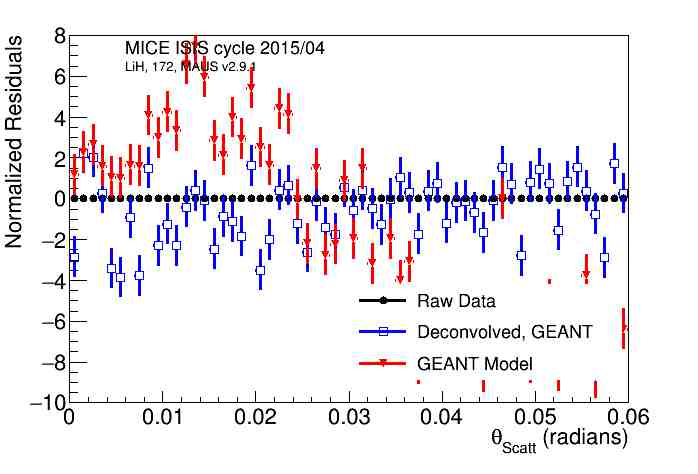 MICE ISIS cycle 2015/04
LiH, 172, MAUS v2.9.1
Normalized Residuals
8
6
4
2
0
−2
−4
−6
−8
−10
Raw Data
Deconvolved, GEANT
GEANT Model
0 0.01 0.02 0.03 0.04 0.05 0.06
θScatt (radians)